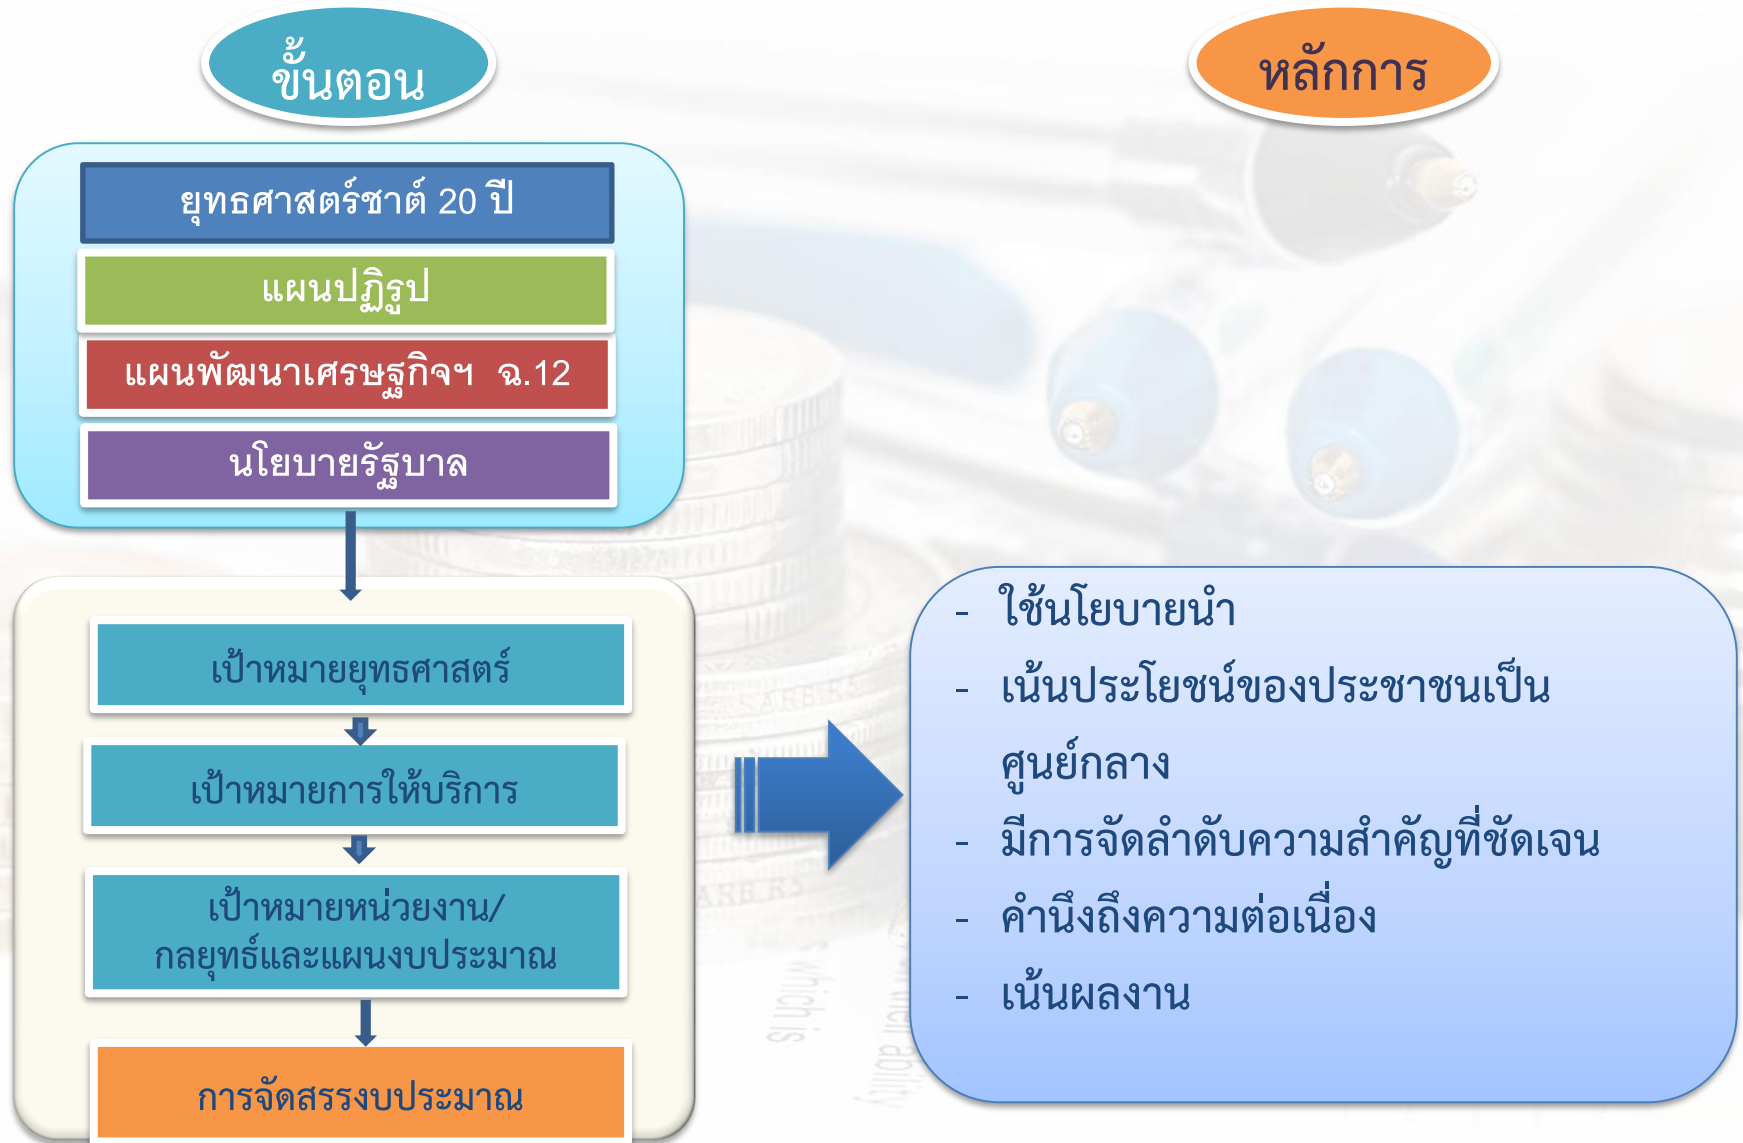 ขั้นตอน
หลักการ
ยุทธศาสตร์ชาติ์ 20 ปี
แผนปฏิรูป
แผนพัฒนาเศรษฐกิจฯ ฉ.12
นโยบายรัฐบาล
เป้าหมายยุทธศาสตร์
เป้าหมายการให้บริการ
เป้าหมายหน่วยงาน/
กลยุทธ์และแผนงบประมาณ
การจัดสรรงบประมาณ
- ใช้นโยบายนำ
- เน้นประโยชน์ของประชาชนเป็น
ศูนย์กลาง
- มีการจัดลำดับความสำคัญที่ชัดเจน
- คำนึงถึงความต่อเนื่อง
- เน้นผลงาน
which is
ability